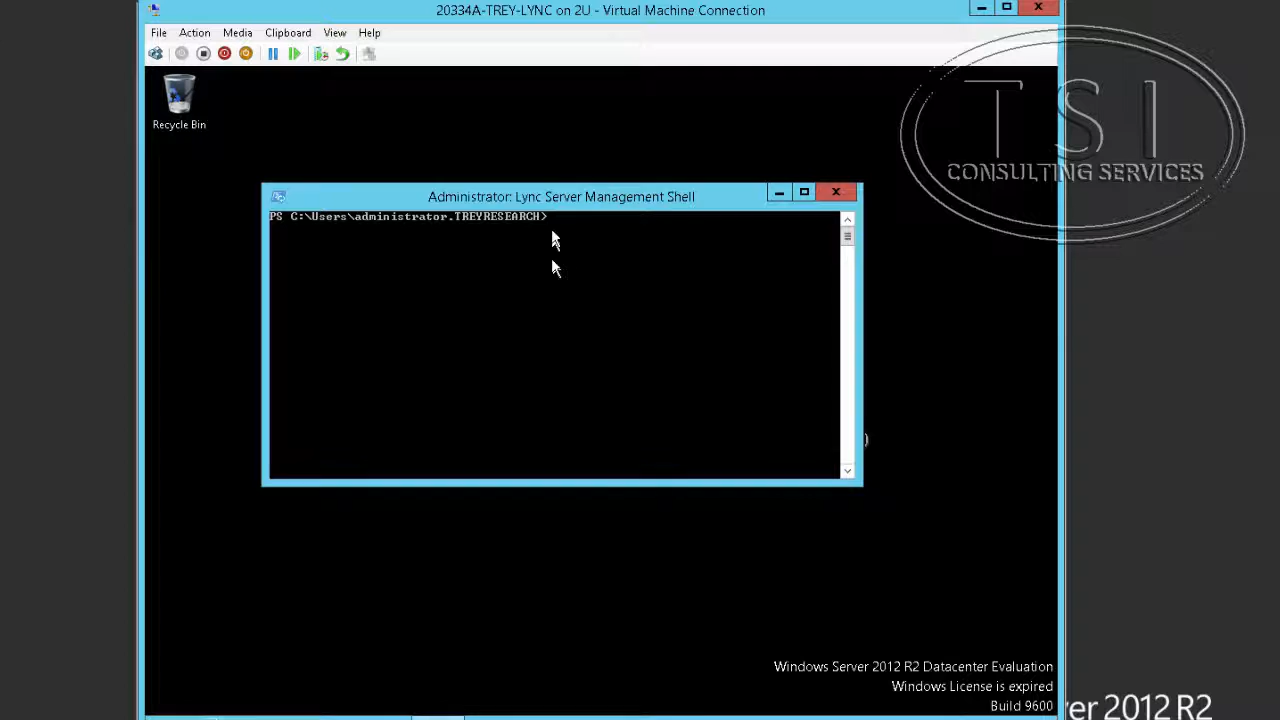 20334A-TREY-LYNC on 2U - Virtual Machine Connection
File Action Media Clipboard View Help
Recycle Bin
TSI
CONSULTING SERVICES
Administrator: Lync Server Management Shell
PS C:\Users\administrator.TREYRESEARCH>
)
Windows Server 2012 R2 Datacenter Evaluation
Windows License is expired
Build 9600
ver 2012 R2